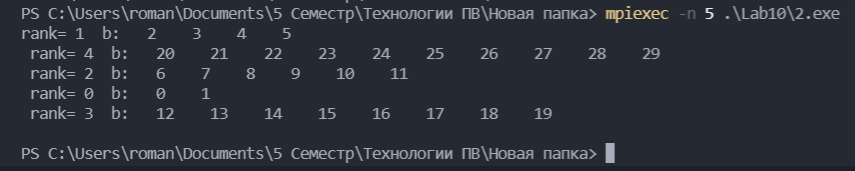 PS C:\Users\roman\Documents\5 Семестр\Технологии ПВ\Новая папка> mpiexec -n 5 .\Lab10\2.exe
rank= 1  b:   2    3    4    5
 rank= 4  b:   20    21    22    23    24    25    26    27    28    29
 rank= 2  b:   6    7    8    9    10    11
 rank= 0  b:   0    1
 rank= 3  b:   12    13    14    15    16    17    18    19
PS C:\Users\roman\Documents\5 Семестр\Технологии ПВ\Новая папка>